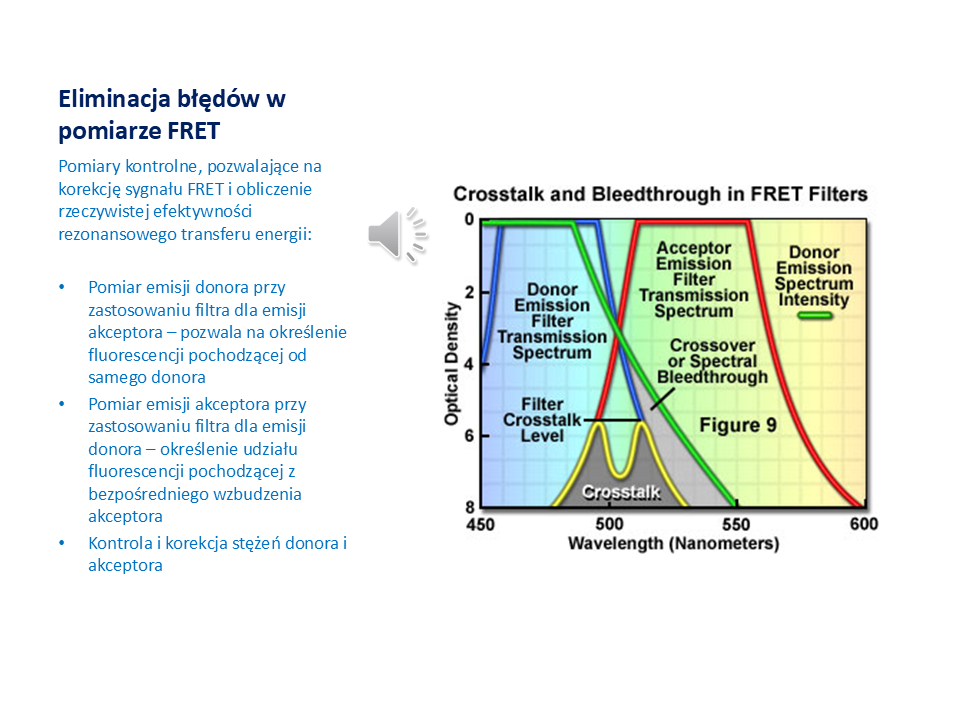 Eliminacja błędów w
pomiarze FRET
Pomiary kontrolne, pozwalające na
korekcję sygnału FRET i obliczenie
rzeczywistej efektywności
rezonansowego transferu energii:
• Pomiar emisji donora przy
zastosowaniu filtra dla emisji
akceptora – pozwala na określenie
fluorescencji pochodzącej od
samego donora
• Pomiar emisji akceptora przy
zastosowaniu filtra dla emisji
donora – określenie udziału
fluorescencji pochodzącej z
bezpośredniego wzbudzenia
akceptora
• Kontrola i korekcja stężeń donora i
akceptora
Crosstalk and Bleedthrough in FRET Filters
Optical Density
0
2
4
6
8
Donor
Emission
Filter
Transmission
Spectrum
Acceptor
Emission
Filter
Transmission
Spectrum
Donor
Emission
Spectrum
Intensity
Crossover
or Spectral
Bleedthrough
Filter
Crosstalk
Level
Figure 9
Crosstalk
450
500
550
600
Wavelength (Nanometers)